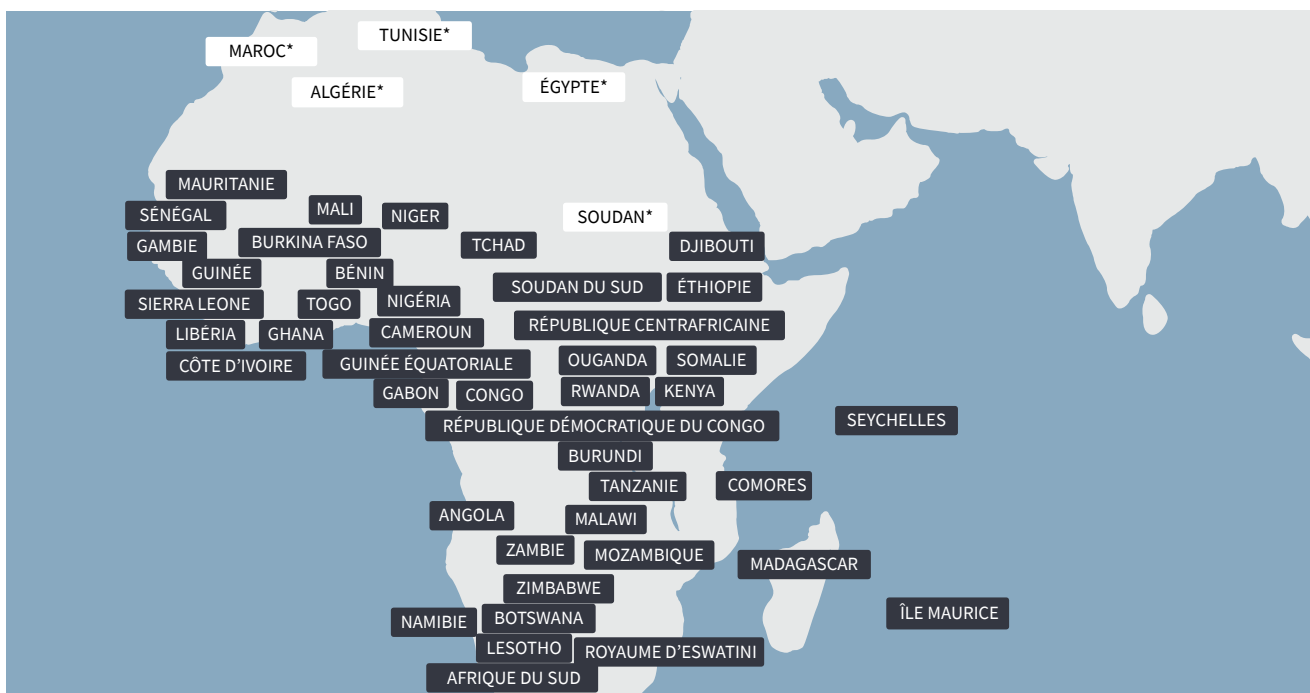 TUNISIE*
MAROC*
ÉGYPTE*
ALGÉRIE*
MAURITANIE
MALI
SÉNÉGAL
NIGER
SOUDAN*
BURKINA FASO
GAMBIE
TCHAD
DJIBOUTI
GUINÉE
BÉNIN
SOUDAN DU SUD
ÉTHIOPIE
SIERRA LEONE
TOGO
NIGÉRIA
RÉPUBLIQUE CENTRAFRICAINE
LIBÉRIA
GHANA
CAMEROUN
CÔTE D'IVOIRE
GUINÉE ÉQUATORIALE
OUGANDA
SOMALIE
GABON
CONGO
RWANDA
KENYA
RÉPUBLIQUE DÉMOCRATIQUE DU CONGO
SEYCHELLES
BURUNDI
TANZANIE
COMORES
ANGOLA
MALAWI
ZAMBIE
MOZAMBIQUE
MADAGASCAR
ZIMBABWE
ÎLE MAURICE
NAMIBIE
BOTSWANA
LESOTHO
ROYAUME D'ESWATINI
AFRIQUE DU SUD